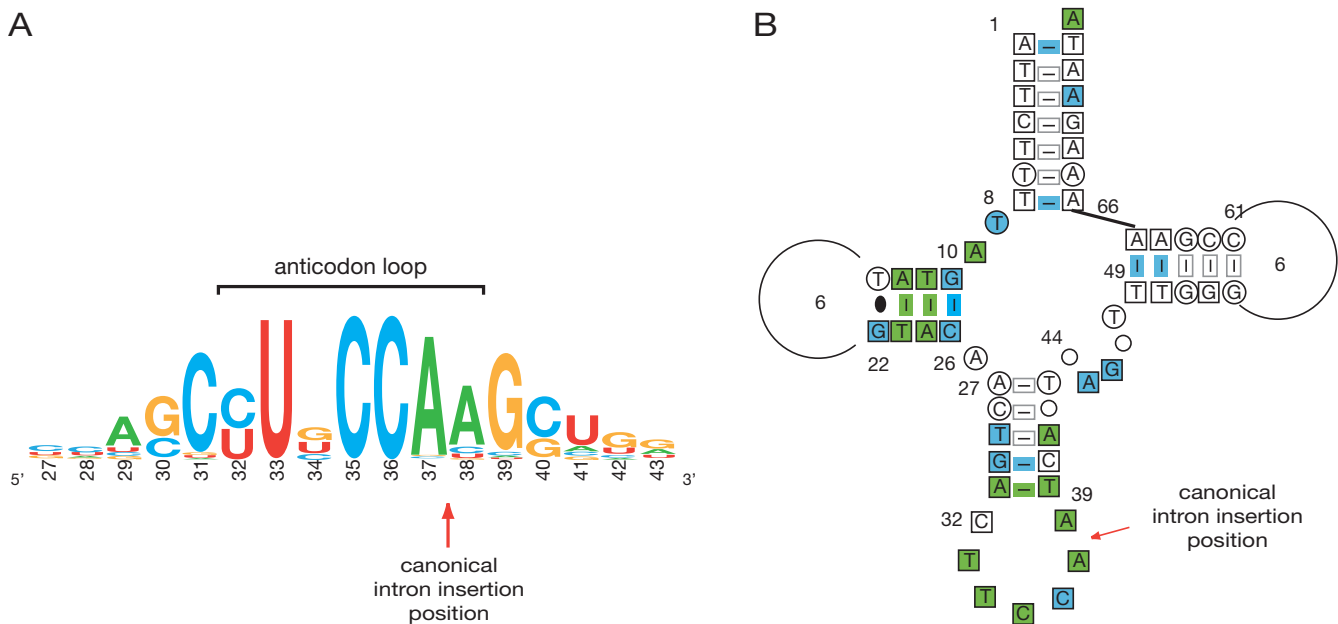 A
anticodon loop
C C A G C C U G C C A A G C U G G
C U U G
5' 27 28 29 30 31 32 33 34 35 36 37 38 39 40 41 42 43 3'
canonical
intron insertion
position
B
A
1
A – T
T – A
T – A
C – G
T – A
T – A
T – A
8
66
61
T
10
A
A A G C C
T A T G
49
I I I I I
6
6
I I I
T T G G G
G T A C
T
22
26
A
44
27
A – T
A
G
C –
T – A
G – C
A – T
39
32
C
A
T
A
T
C
C
canonical
intron insertion
position